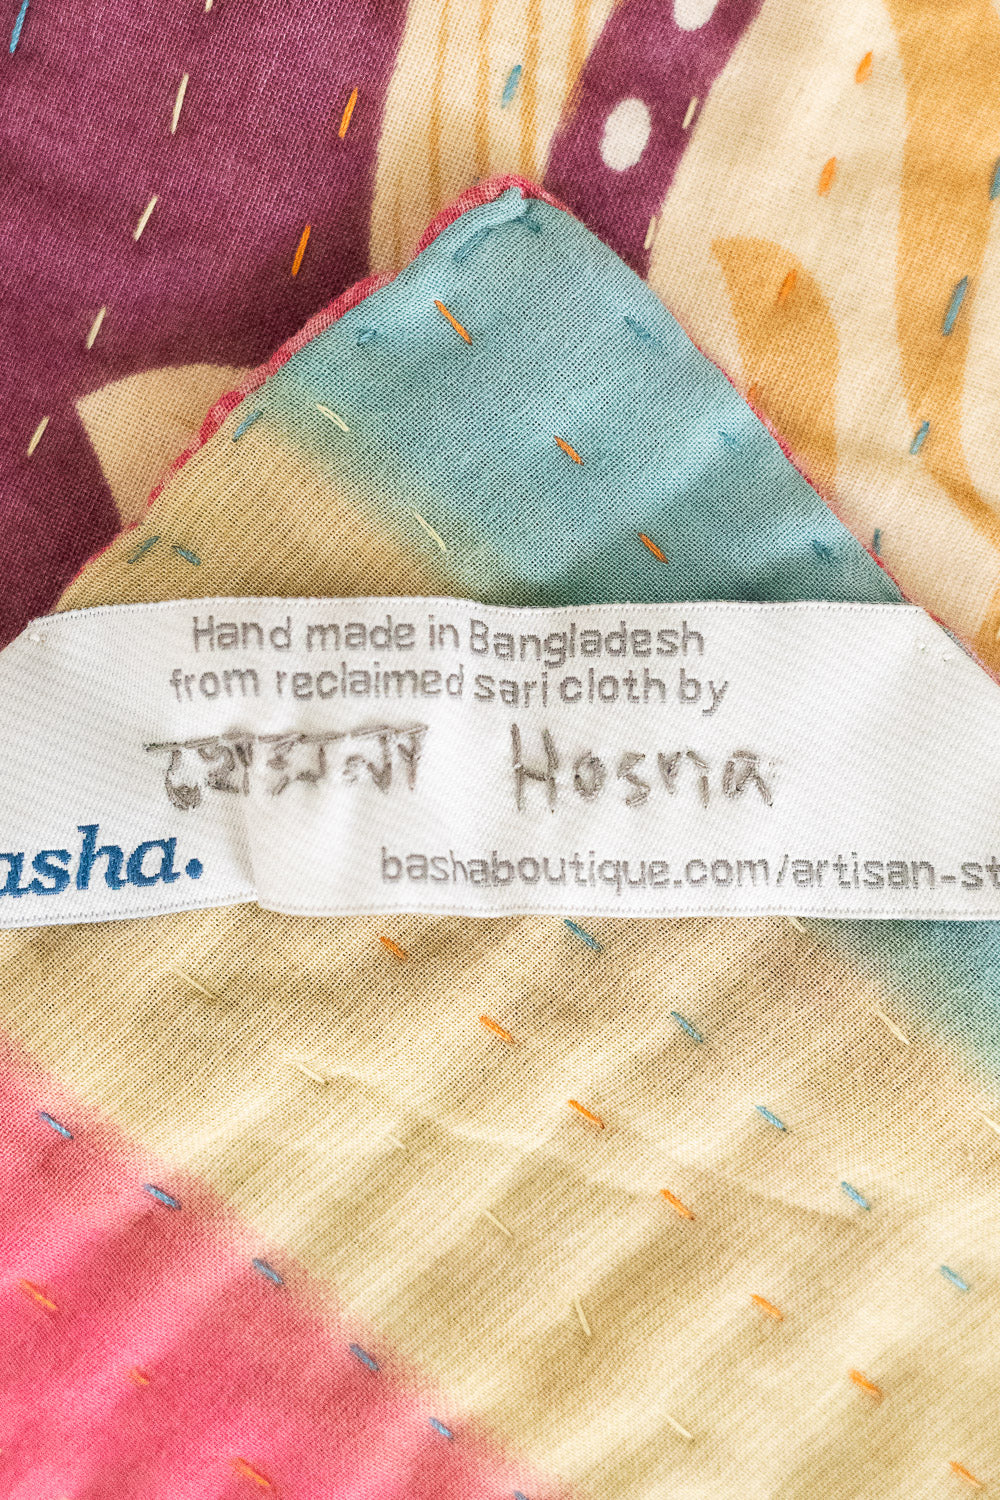 Hand made in Bangladesh
from reclaimed sari cloth by
হোসনা Hosna
asha.
bashaboutique.com/artisan-st